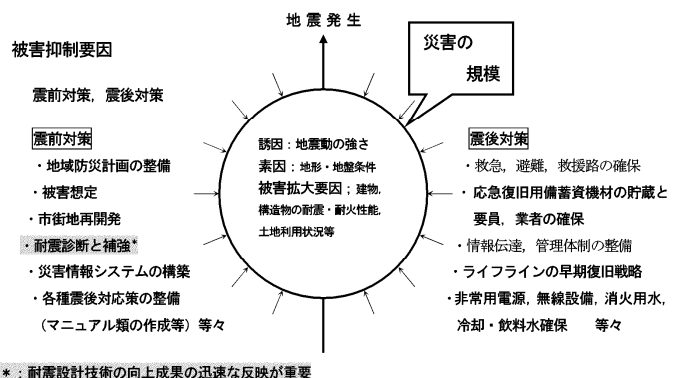 地震発生
災害の
規模
被害抑制要因
震前対策，震後対策
震前対策
・地域防災計画の整備
・被害想定
・市街地再開発
・耐震診断と補強*
・災害情報システムの構築
・各種震後対応策の整備
（マニュアル類の作成等）等々
誘因：地震動の強さ
素因：地形・地盤条件
被害拡大要因；建物,
構造物の耐震・耐火性能,
土地利用状況等
震後対策
・救急，避難，救援路の確保
・応急復旧用備蓄資機材の貯蔵と
要員，業者の確保
・情報伝達，管理体制の整備
・ライフラインの早期復旧戦略
・非常用電源，無線設備，消火用水，
冷却・飲料水確保　等々
*：耐震設計技術の向上成果の迅速な反映が重要